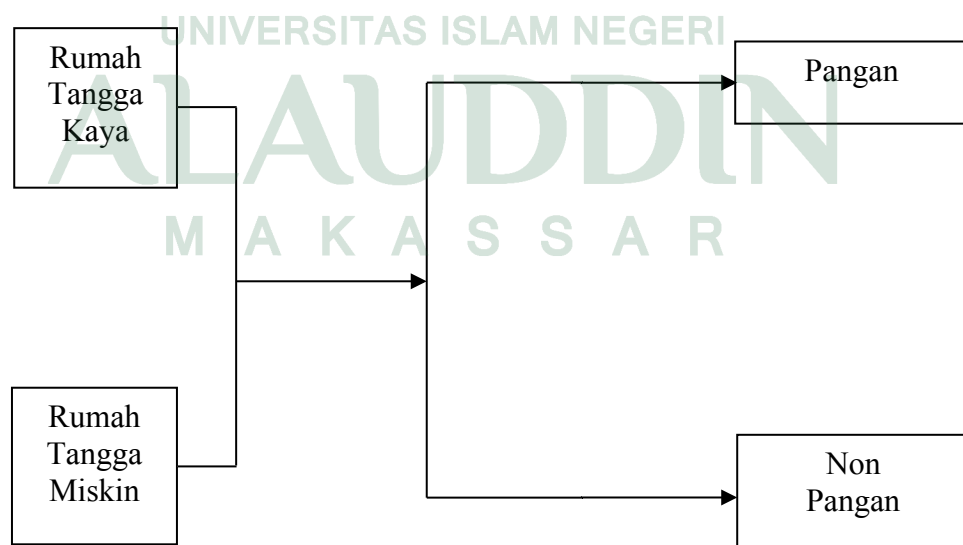 UNIVERSITAS ISLAM NEGERI
ALAUDDIN
MAKASSAR
Rumah
Tangga
Kaya
Pangan
Rumah
Tangga
Miskin
Non
Pangan